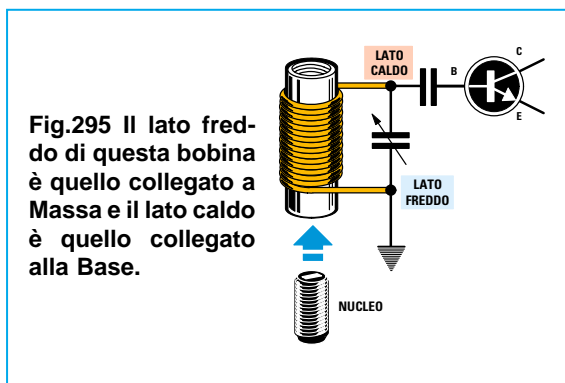 Fig.295 Il lato fred-
do di questa bobina
è quello collegato a
Massa e il lato caldo
è quello collegato
alla Base.
LATO
CALDO
B
C
E
LATO
FREDDO
NUCLEO